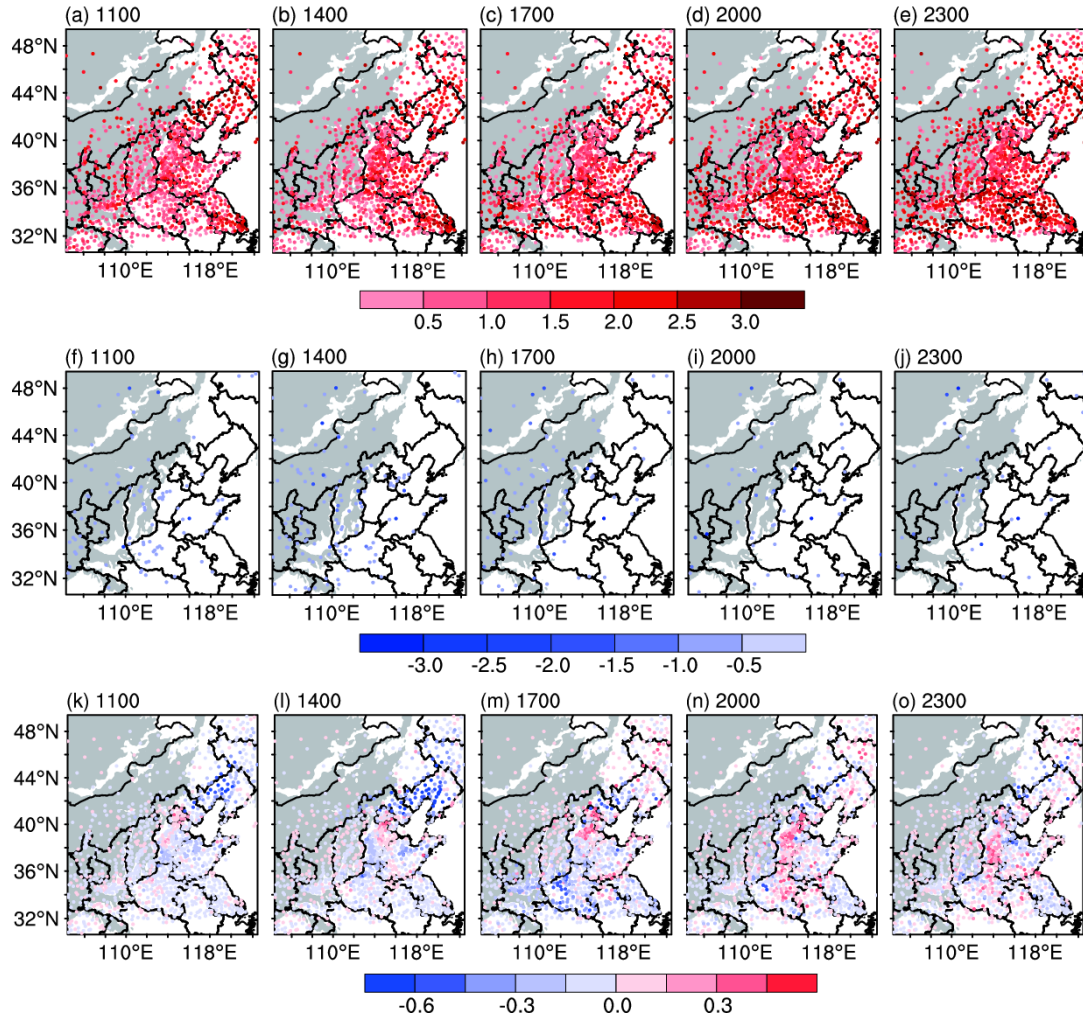 (a) 1100 (b) 1400 (c) 1700 (d) 2000 (e) 2300
48°N
44°N
40°N
36°N
32°N
110°E 118°E 110°E 118°E 110°E 118°E 110°E 118°E 110°E 118°E
0.5 1.0 1.5 2.0 2.5 3.0
(f) 1100 (g) 1400 (h) 1700 (i) 2000 (j) 2300
48°N
44°N
40°N
36°N
32°N
110°E 118°E 110°E 118°E 110°E 118°E 110°E 118°E 110°E 118°E
-3.0 -2.5 -2.0 -1.5 -1.0 -0.5
(k) 1100 (l) 1400 (m) 1700 (n) 2000 (o) 2300
48°N
44°N
40°N
36°N
32°N
110°E 118°E 110°E 118°E 110°E 118°E 110°E 118°E 110°E 118°E
-0.6 -0.3 0.0 0.3